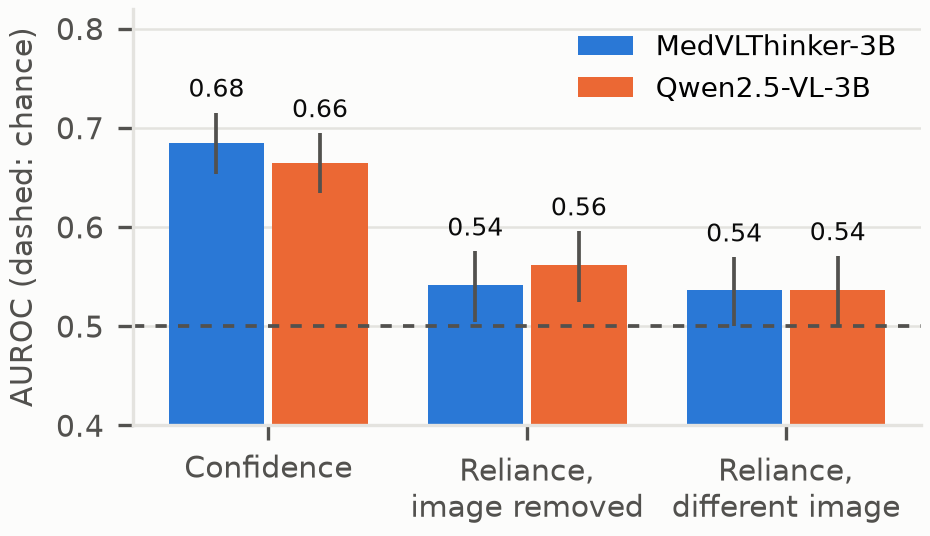 AUROC (dashed: chance)
0.8
0.7
0.6
0.5
0.4
MedVLThinker-3B
Qwen2.5-VL-3B
0.68
0.66
0.54
0.56
0.54
0.54
Confidence
Reliance,
image removed
Reliance,
different image